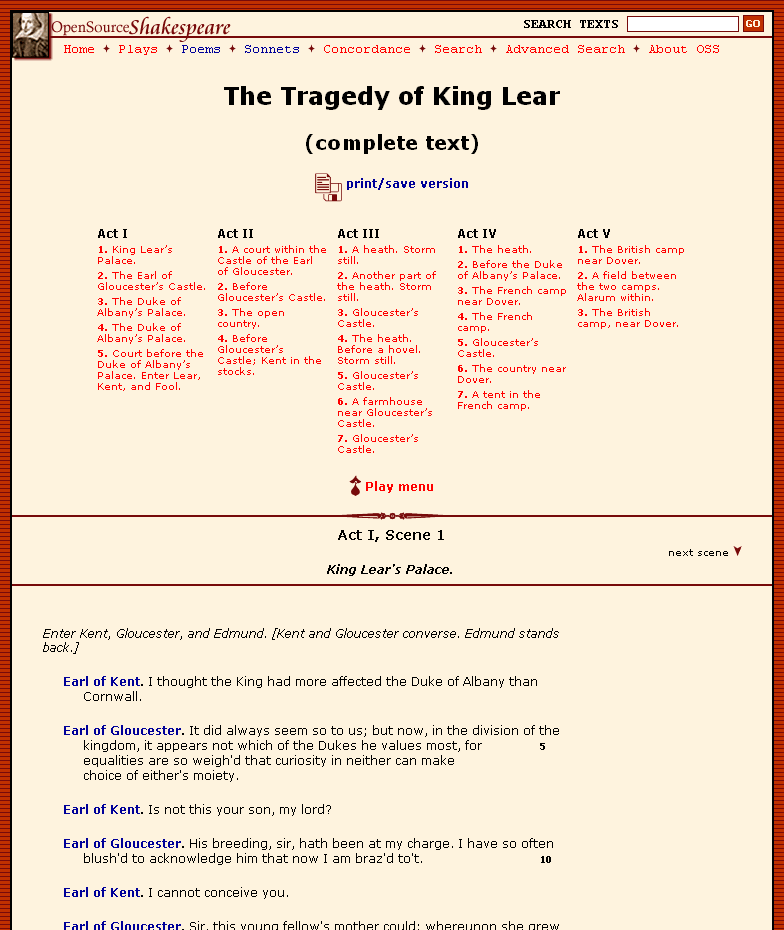 OpenSourceShakespeare
SEARCH TEXTS
GO
Home ✦ Plays ✦ Poems ✦ Sonnets ✦ Concordance ✦ Search ✦ Advanced Search ✦ About OSS
The Tragedy of King Lear
(complete text)
print/save version
Act I
1. King Lear's
Palace.
2. The Earl of
Gloucester's Castle.
3. The Duke of
Albany's Palace.
4. The Duke of
Albany's Palace.
5. Court before the
Duke of Albany's
Palace. Enter Lear,
Kent, and Fool.
Act II
1. A court within the
Castle of the Earl
of Gloucester.
2. Before
Gloucester's Castle.
3. The open
country.
4. Before
Gloucester's
Castle; Kent in the
stocks.
Act III
1. A heath. Storm
still.
2. Another part of
the heath. Storm
still.
3. Gloucester's
Castle.
4. The heath.
Before a hovel.
Storm still.
5. Gloucester's
Castle.
6. A farmhouse
near Gloucester's
Castle.
7. Gloucester's
Castle.
Act IV
1. The heath.
2. Before the Duke
of Albany's Palace.
3. The French camp
near Dover.
4. The French
camp.
5. Gloucester's
Castle.
6. The country near
Dover.
7. A tent in the
French camp.
Act V
1. The British camp
near Dover.
2. A field between
the two camps.
Alarum within.
3. The British
camp, near Dover.
Play menu
Act I, Scene 1
next scene
King Lear's Palace.
Enter Kent, Gloucester, and Edmund. [Kent and Gloucester converse. Edmund stands
back.]
Earl of Kent. I thought the King had more affected the Duke of Albany than
Cornwall.
Earl of Gloucester. It did always seem so to us; but now, in the division of the
kingdom, it appears not which of the Dukes he values most, for 5
equalities are so weigh'd that curiosity in neither can make
choice of either's moiety.
Earl of Kent. Is not this your son, my lord?
Earl of Gloucester. His breeding, sir, hath been at my charge. I have so often
blush'd to acknowledge him that now I am braz'd to't. 10
Earl of Kent. I cannot conceive you.
Earl of Gloucester. Sir, this young fellow's mother could; whereupon she grew